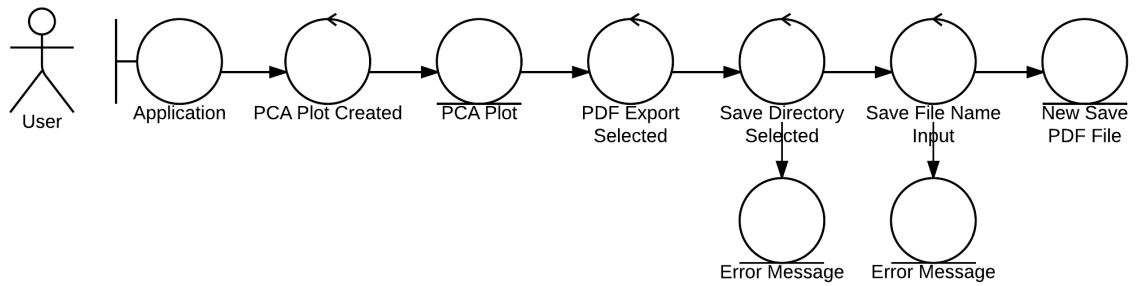 User
Application
PCA Plot Created
PCA Plot
PDF Export
Selected
Save Directory
Selected
Save File Name
Input
New Save
PDF File
Error Message
Error Message